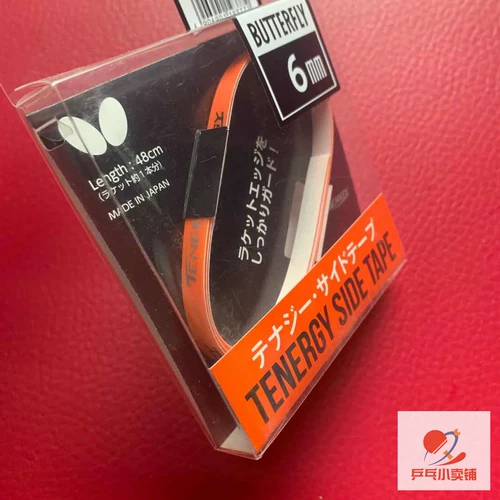 BUTTERFLY
6mm
Length : 48cm
(ラケット約1本分)
MADE IN JAPAN
ラケットエッジを
しっかりガード!
テナジー・サイドテープ
TENERGY SIDE TAPE
乒乓小卖铺